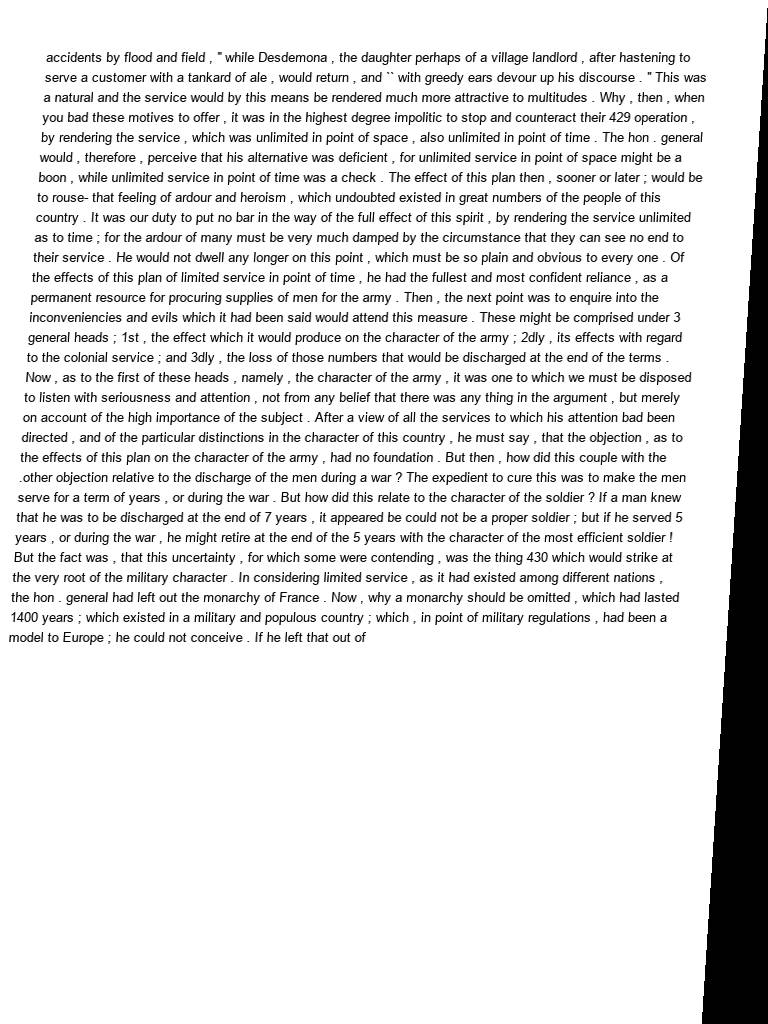 accidents by flood and field , " while Desdemona , the daughter perhaps of a village landlord , after hastening to
serve a customer with a tankard of ale , would return , and `` with greedy ears devour up his discourse . " This was
a natural and the service would by this means be rendered much more attractive to multitudes . Why , then , when
you bad these motives to offer , it was in the highest degree impolitic to stop and counteract their 429 operation ,
by rendering the service , which was unlimited in point of space , also unlimited in point of time . The hon . general
would , therefore , perceive that his alternative was deficient , for unlimited service in point of space might be a
boon , while unlimited service in point of time was a check . The effect of this plan then , sooner or later ; would be
to rouse- that feeling of ardour and heroism , which undoubted existed in great numbers of the people of this
country . It was our duty to put no bar in the way of the full effect of this spirit , by rendering the service unlimited
as to time ; for the ardour of many must be very much damped by the circumstance that they can see no end to
their service . He would not dwell any longer on this point , which must be so plain and obvious to every one . Of
the effects of this plan of limited service in point of time , he had the fullest and most confident reliance , as a
permanent resource for procuring supplies of men for the army . Then , the next point was to enquire into the
inconveniencies and evils which it had been said would attend this measure . These might be comprised under 3
general heads ; 1st , the effect which it would produce on the character of the army ; 2dly , its effects with regard
to the colonial service ; and 3dly , the loss of those numbers that would be discharged at the end of the terms .
Now , as to the first of these heads , namely , the character of the army , it was one to which we must be disposed
to listen with seriousness and attention , not from any belief that there was any thing in the argument , but merely
on account of the high importance of the subject . After a view of all the services to which his attention bad been
directed , and of the particular distinctions in the character of this country , he must say , that the objection , as to
the effects of this plan on the character of the army , had no foundation . But then , how did this couple with the
.other objection relative to the discharge of the men during a war ? The expedient to cure this was to make the men
serve for a term of years , or during the war . But how did this relate to the character of the soldier ? If a man knew
that he was to be discharged at the end of 7 years , it appeared be could not be a proper soldier ; but if he served 5
years , or during the war , he might retire at the end of the 5 years with the character of the most efficient soldier !
But the fact was , that this uncertainty , for which some were contending , was the thing 430 which would strike at
the very root of the military character . In considering limited service , as it had existed among different nations ,
the hon . general had left out the monarchy of France . Now , why a monarchy should be omitted , which had lasted
1400 years ; which existed in a military and populous country ; which , in point of military regulations , had been a
model to Europe ; he could not conceive . If he left that out of